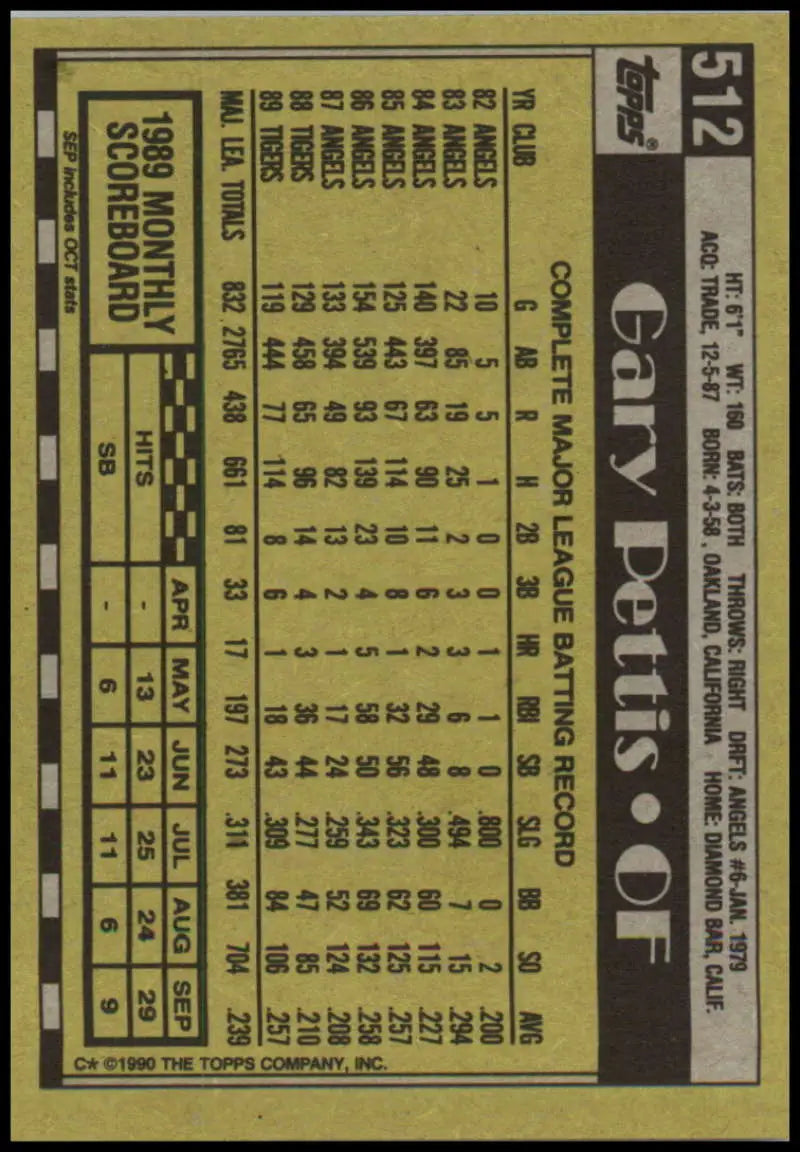 512
HT: 6'1" WT: 160 BATS: BOTH THROWS: RIGHT DRFT: ANGELS #6-JAN. 1979
ACQ: TRADE, 12-5-87 BORN: 4-3-58, OAKLAND, CALIFORNIA HOME: DIAMOND BAR, CALIF.
TOPPS®
Gary Pettis • OF
COMPLETE MAJOR LEAGUE BATTING RECORD
YR CLUB G AB R H 2B 3B HR RBI SB SLG BB SO AVG
82 ANGELS 10 5 5 1 0 0 1 1 0 .800 0 2 .200
83 ANGELS 22 85 19 25 2 3 3 6 8 .494 7 15 .294
84 ANGELS 140 397 63 90 11 6 2 29 48 .300 60 115 .227
85 ANGELS 125 443 67 114 10 8 1 32 56 .323 62 125 .257
86 ANGELS 154 539 93 139 23 4 5 58 50 .343 69 132 .258
87 ANGELS 133 394 49 82 13 2 1 17 24 .259 52 124 .208
88 TIGERS 129 458 65 96 14 4 3 36 44 .277 47 85 .210
89 TIGERS 119 444 77 114 8 6 1 18 43 .309 84 106 .257
MAJ. LEA. TOTALS 832 2765 438 661 81 33 17 197 273 .311 381 704 .239
1989 MONTHLY
SCOREBOARD
APR MAY JUN JUL AUG SEP
HITS - 13 23 25 24 29
SB - 6 11 11 6 9
SEP includes OCT stats
C* ©1990 THE TOPPS COMPANY, INC.